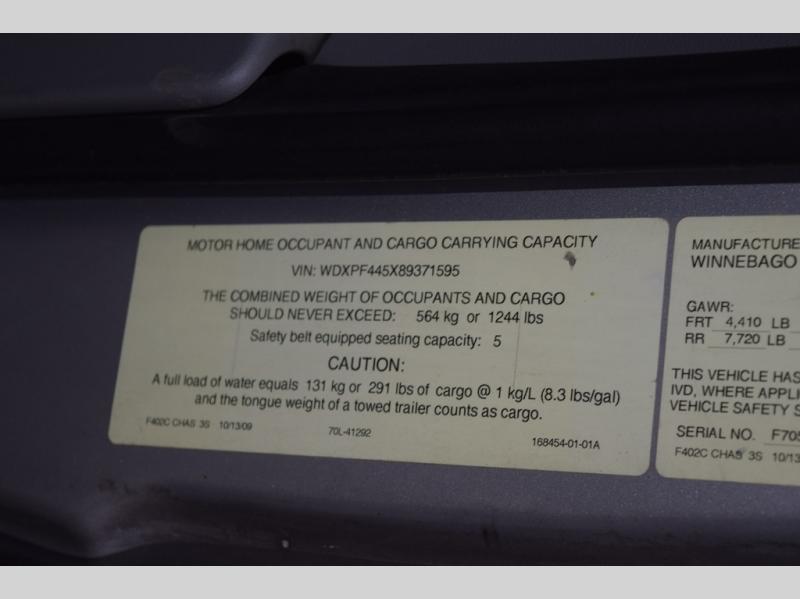 MOTOR HOME OCCUPANT AND CARGO CARRYING CAPACITY
VIN: WDXPF445X89371595
THE COMBINED WEIGHT OF OCCUPANTS AND CARGO
SHOULD NEVER EXCEED: 564 kg or 1244 lbs
Safety belt equipped seating capacity: 5
CAUTION:
A full load of water equals 131 kg or 291 lbs of cargo @ 1 kg/L (8.3 lbs/gal)
and the tongue weight of a towed trailer counts as cargo.
F402C CHAS 3S 10/13/09 70L-41292 168454-01-01A
MANUFACTURE
WINNEBAGO
GAWR:
FRT 4,410 LB
RR 7,720 LB
THIS VEHICLE HAS
IVD, WHERE APPLI
VEHICLE SAFETY S
SERIAL NO. F705
F402C CHAS 3S 10/13